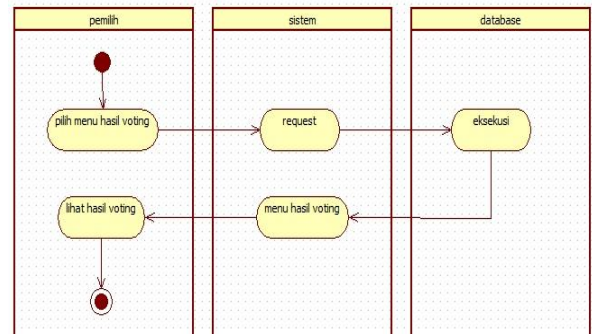 pemilih
sistem
database
pilih menu hasil voting
request
eksekusi
lihat hasil voting
menu hasil voting